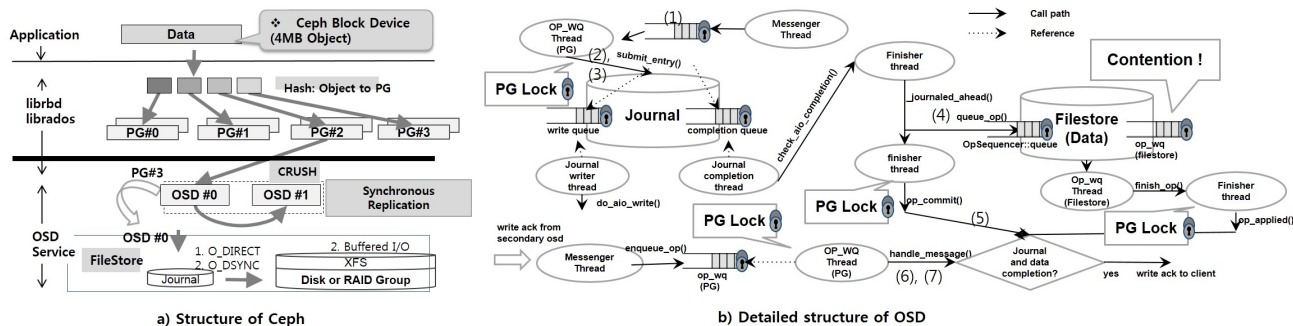 Application
Data
❖ Ceph Block Device
(4MB Object)
librbd
librados
Hash: Object to PG
PG#0
PG#1
PG#2
PG#3
OSD
Service
PG#3
CRUSH
OSD #0
OSD #1
Synchronous
Replication
OSD #0
FileStore
1. O_DIRECT
2. O_DSYNC
Journal
2. Buffered I/O
XFS
Disk or RAID Group
a) Structure of Ceph
OP_WQ
Thread
(PG)
(1)
Messenger
Thread
Call path
Reference
(2), submit_entry()
(3)
PG Lock
Journal
write queue
completion queue
Journal
writer
thread
do_aio_write()
Journal
completion
thread
check_aio_completion()
Finisher
thread
_journaled_ahead()
(4) queue_op()
OpSequencer::queue
Filestore
(Data)
Contention !
op_wq
(filestore)
finisher
thread
PG Lock
op_commit()
(5)
Op_wq
Thread
(Filestore)
finish_op()
Finisher
thread
PG Lock
op_applied()
write ack from
secondary osd
Messenger
Thread
enqueue_op()
op_wq
(PG)
PG Lock
OP_WQ
Thread
(PG)
handle_message()
(6), (7)
Journal
and data
completion?
yes
write ack to client
b) Detailed structure of OSD